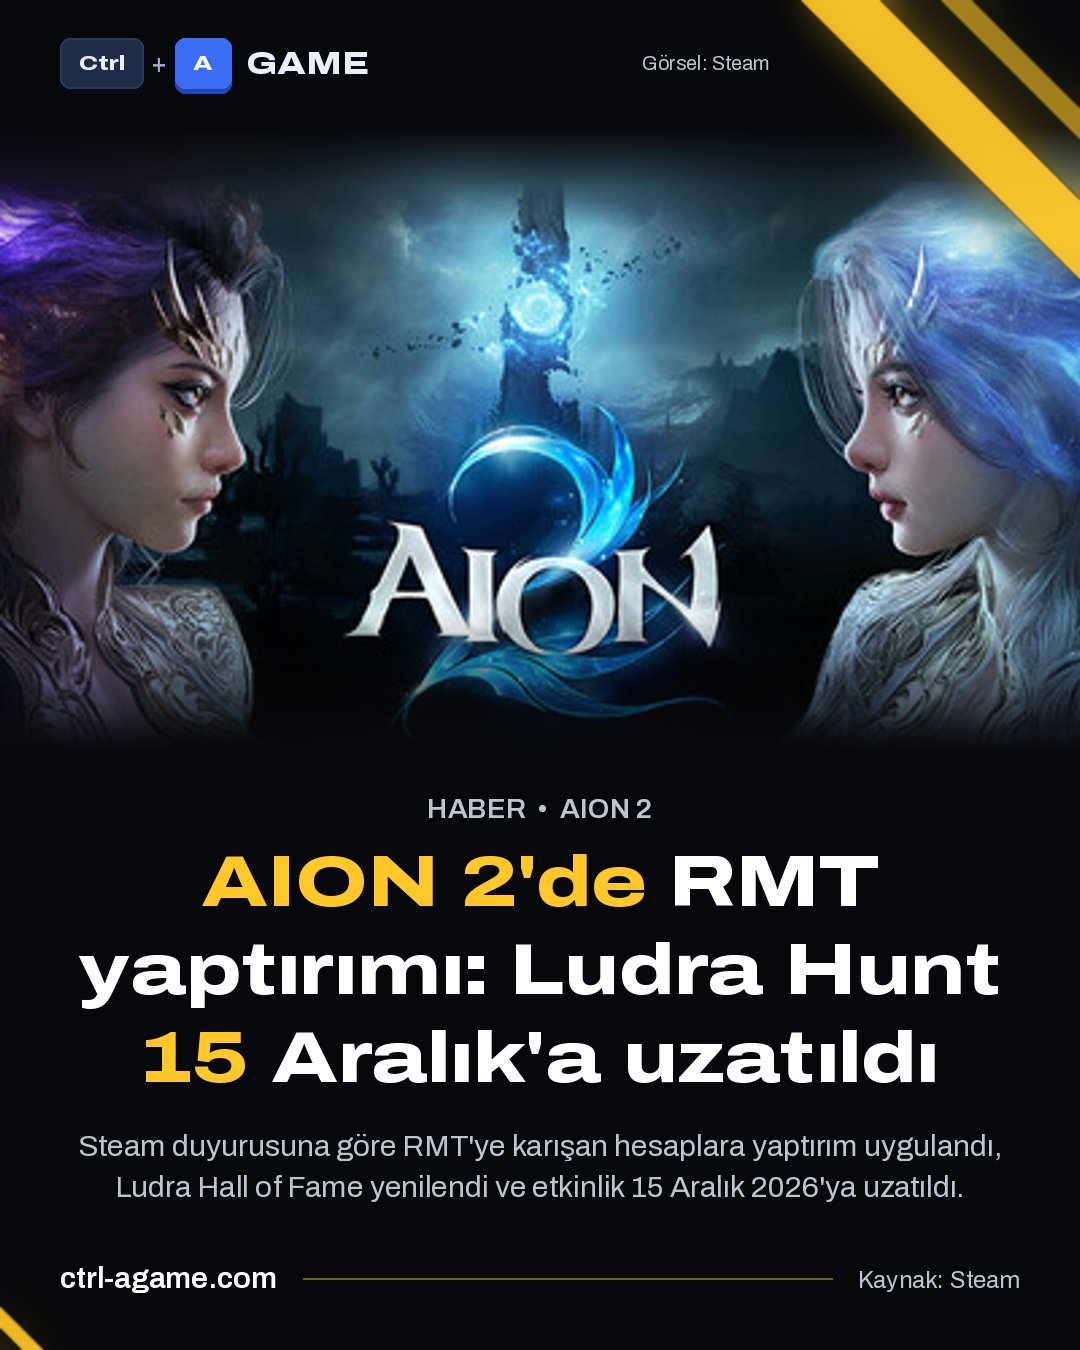 Ctrl + A GAME
Görsel: Steam
AION 2
HABER • AION 2
AION 2'de RMT
yaptırımı: Ludra Hunt
15 Aralık'a uzatıldı
Steam duyurusuna göre RMT'ye karışan hesaplara yaptırım uygulandı,
Ludra Hall of Fame yenilendi ve etkinlik 15 Aralık 2026'ya uzatıldı.
ctrl-agame.com
Kaynak: Steam